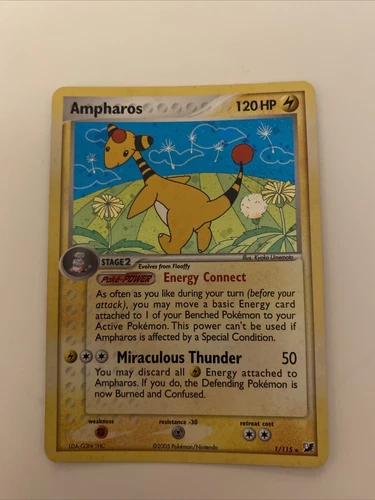 Ampharos 120 HP
Illus. Kyoko Umemoto
STAGE2 Evolves from Flaaffy
Poké-POWER Energy Connect
As often as you like during your turn (before your
attack), you may move a basic Energy card
attached to 1 of your Benched Pokémon to your
Active Pokémon. This power can't be used if
Ampharos is affected by a Special Condition.
Miraculous Thunder 50
You may discard all Energy attached to
Ampharos. If you do, the Defending Pokémon is
now Burned and Confused.
weakness resistance -30 retreat cost
©2005 Pokémon/Nintendo 1/115 ★